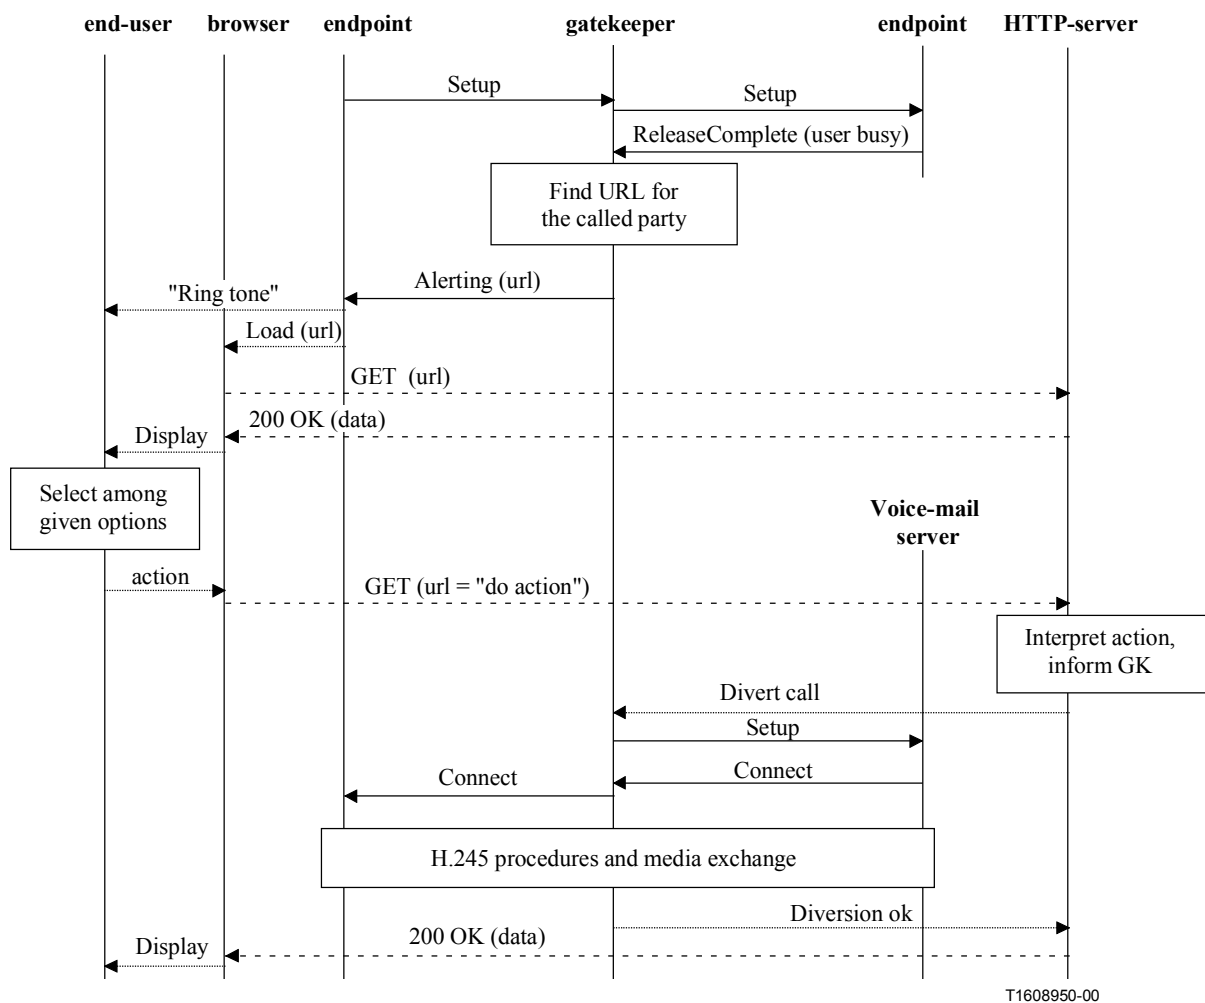 end-user browser endpoint gatekeeper endpoint HTTP-server
Setup
Setup
ReleaseComplete (user busy)
Find URL for
the called party
Alerting (url)
"Ring tone"
Load (url)
GET (url)
200 OK (data)
Display
Select among
given options
Voice-mail
server
action
GET (url = "do action")
Interpret action,
inform GK
Divert call
Setup
Connect
Connect
H.245 procedures and media exchange
Diversion ok
200 OK (data)
Display
T1608950-00